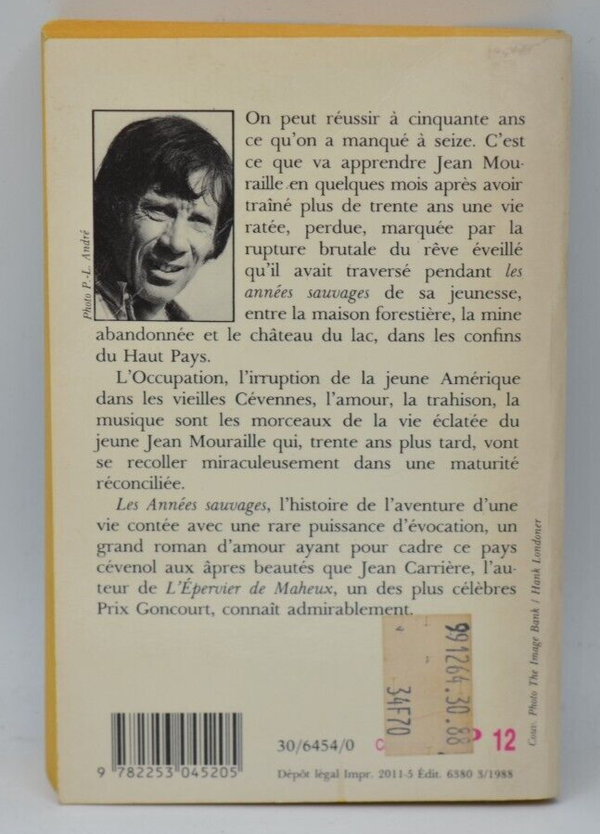 On peut réussir à cinquante ans
ce qu'on a manqué à seize. C'est
ce que va apprendre Jean Mou-
raille en quelques mois après avoir
traîné plus de trente ans une vie
ratée, perdue, marquée par la
rupture brutale du rêve éveillé
qu'il avait traversé pendant les
années sauvages de sa jeunesse,
entre la maison forestière, la mine
abandonnée et le château du lac, dans les confins
du Haut Pays.
Photo P.-L. André
L'Occupation, l'irruption de la jeune Amérique
dans les vieilles Cévennes, l'amour, la trahison, la
musique sont les morceaux de la vie éclatée du
jeune Jean Mouraille qui, trente ans plus tard, vont
se recoller miraculeusement dans une maturité
réconciliée.
Les Années sauvages, l'histoire de l'aventure d'une
vie contée avec une rare puissance d'évocation, un
grand roman d'amour ayant pour cadre ce pays
cévenol aux âpres beautés que Jean Carrière, l'au-
teur de L'Épervier de Maheux, un des plus célèbres
Prix Goncourt, connaît admirablement.
Couv. Photo The Image Bank / Hank Londoner
991264.30.88
34F70
30/6454/0
P 12
9 782253 045205
Dépôt légal Impr. 2011-5 Édit. 6380 3/1988